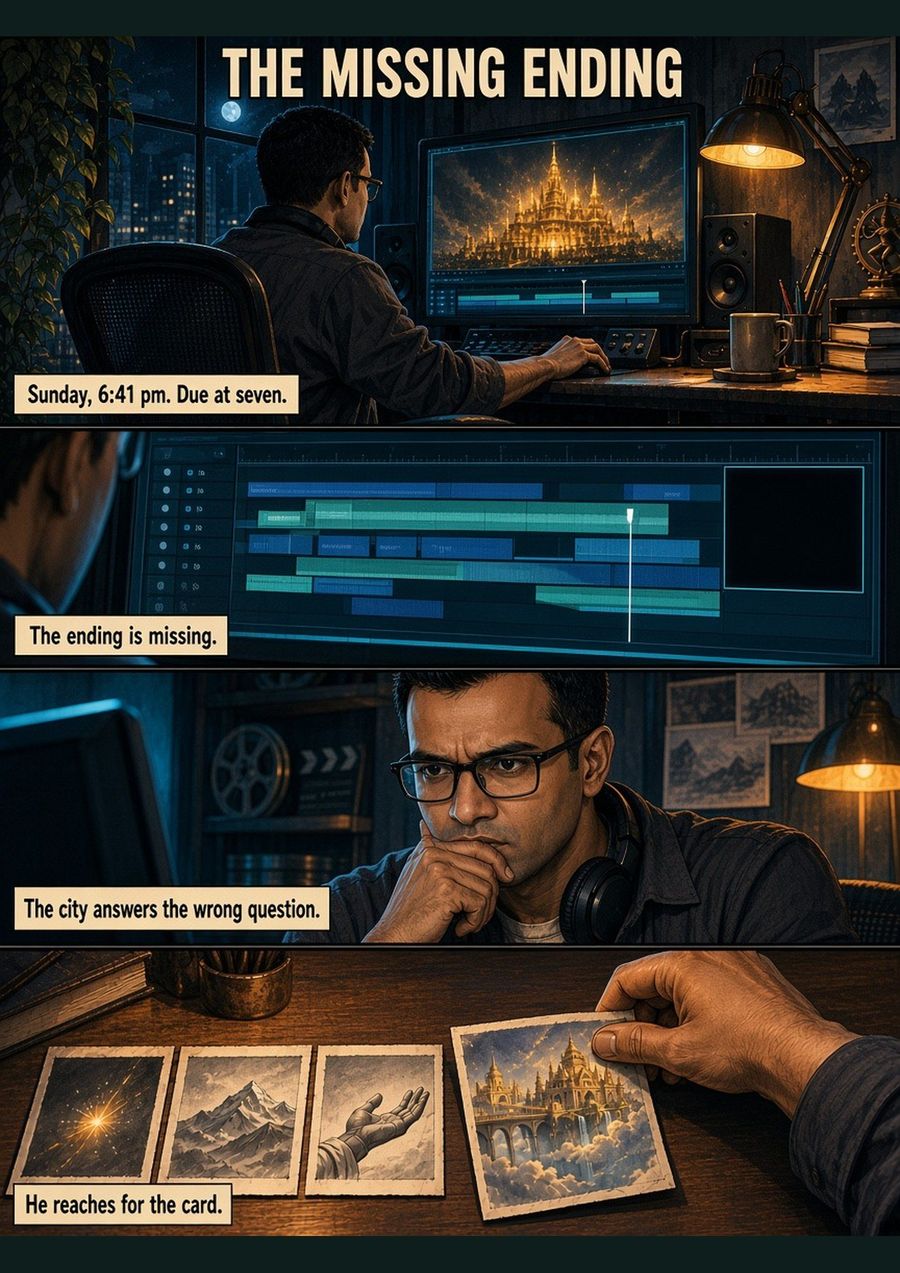 THE MISSING ENDING
Sunday, 6:41 pm. Due at seven.
The ending is missing.
The city answers the wrong question.
He reaches for the card.